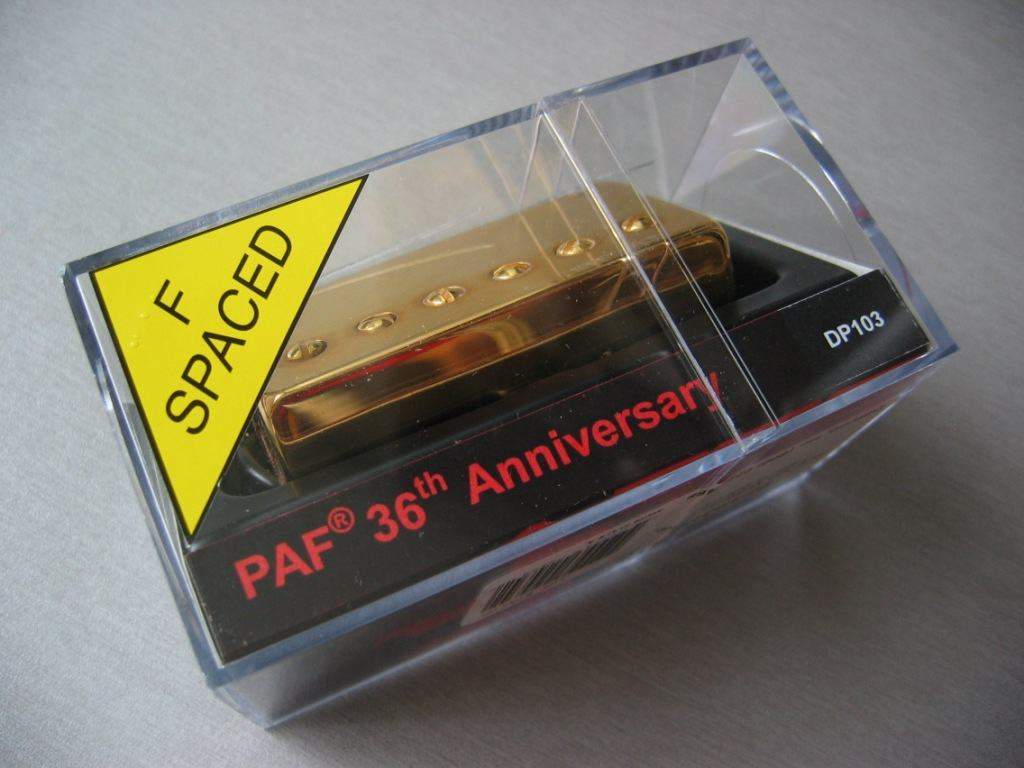 F
SPACED
PAF® 36th Anniversary
DP103